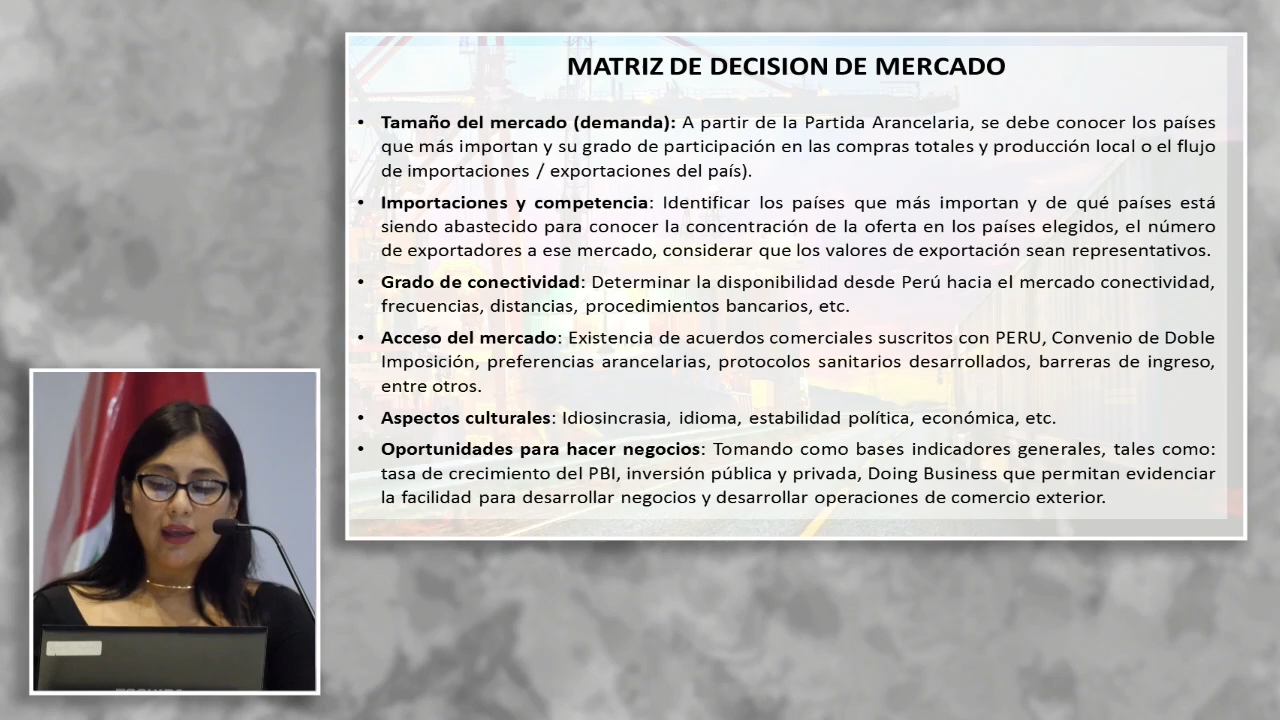 MATRIZ DE DECISION DE MERCADO
• Tamaño del mercado (demanda): A partir de la Partida Arancelaria, se debe conocer los países
que más importan y su grado de participación en las compras totales y producción local o el flujo
de importaciones / exportaciones del país).
• Importaciones y competencia: Identificar los países que más importan y de qué países está
siendo abastecido para conocer la concentración de la oferta en los países elegidos, el número
de exportadores a ese mercado, considerar que los valores de exportación sean representativos.
• Grado de conectividad: Determinar la disponibilidad desde Perú hacia el mercado conectividad,
frecuencias, distancias, procedimientos bancarios, etc.
• Acceso del mercado: Existencia de acuerdos comerciales suscritos con PERU, Convenio de Doble
Imposición, preferencias arancelarias, protocolos sanitarios desarrollados, barreras de ingreso,
entre otros.
• Aspectos culturales: Idiosincrasia, idioma, estabilidad política, económica, etc.
• Oportunidades para hacer negocios: Tomando como bases indicadores generales, tales como:
tasa de crecimiento del PBI, inversión pública y privada, Doing Business que permitan evidenciar
la facilidad para desarrollar negocios y desarrollar operaciones de comercio exterior.